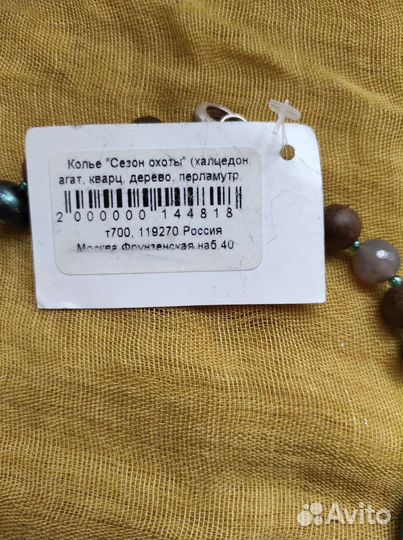 Колье "Сезон охоты" (халцедон,
агат, кварц, дерево, перламутр
2 000000 144818
т700, 119270 Россия
Москва Фрунзенская наб.40
Avito